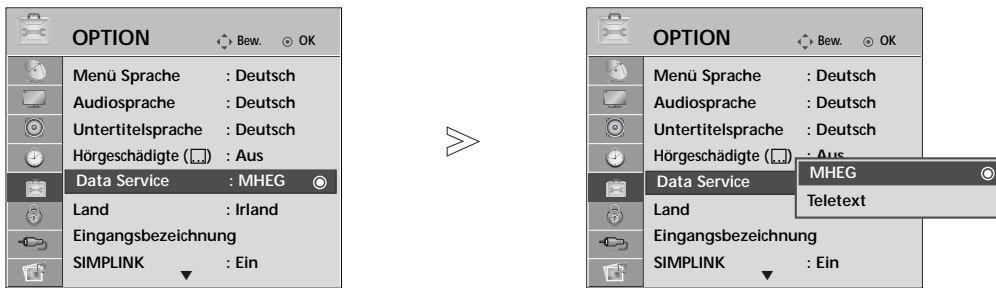 OPTION Bew. OK
Menü Sprache : Deutsch
Audiosprache : Deutsch
Untertitelsprache : Deutsch
Hörgeschädigte ( ) : Aus
Data Service : MHEG
Land : Irland
Eingangsbezeichnung
SIMPLINK : Ein
OPTION Bew. OK
Menü Sprache : Deutsch
Audiosprache : Deutsch
Untertitelsprache : Deutsch
Hörgeschädigte ( ) : Aus
Data Service
MHEG
Teletext
Land
Eingangsbezeichnung
SIMPLINK : Ein